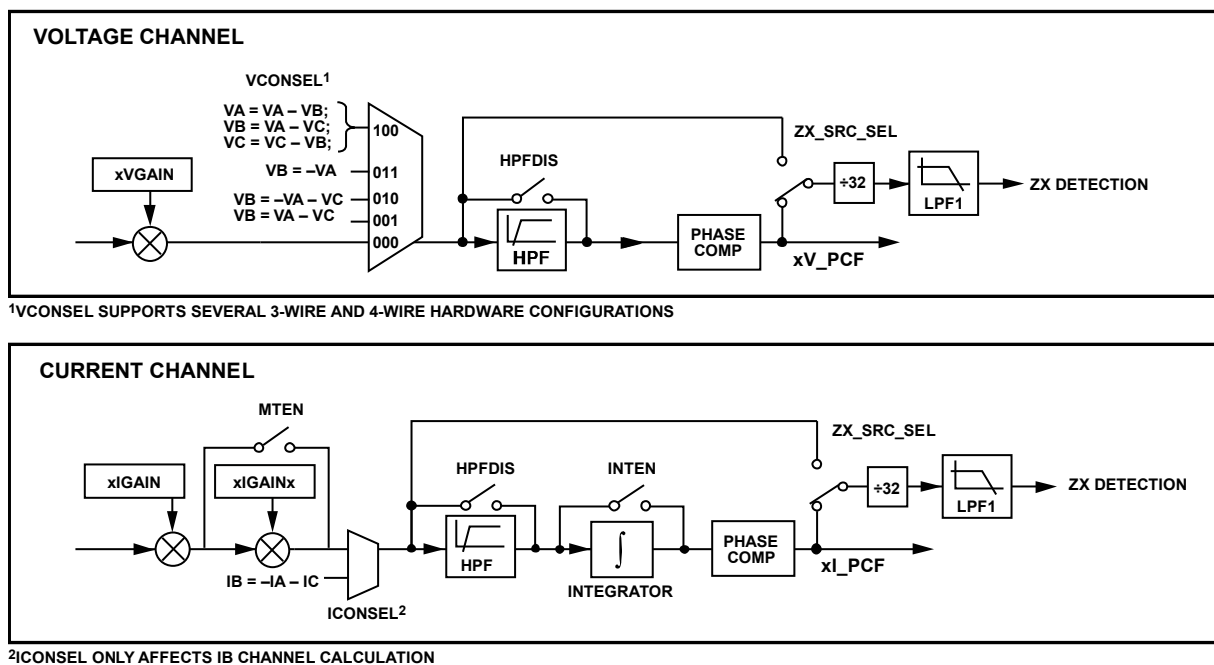 VOLTAGE CHANNEL
VCONSEL¹
VA = VA – VB;
VB = VA – VC;
VC = VC – VB;
100
VB = –VA
011
VB = –VA – VC
010
VB = VA – VC
001
000
xVGAIN
HPFDIS
HPF
PHASE
COMP
ZX_SRC_SEL
÷32
LPF1
ZX DETECTION
xV_PCF
¹VCONSEL SUPPORTS SEVERAL 3-WIRE AND 4-WIRE HARDWARE CONFIGURATIONS
CURRENT CHANNEL
MTEN
xIGAIN
xIGAINx
IB = –IA – IC
ICONSEL²
HPFDIS
HPF
INTEN
∫
INTEGRATOR
PHASE
COMP
ZX_SRC_SEL
÷32
LPF1
ZX DETECTION
xI_PCF
²ICONSEL ONLY AFFECTS IB CHANNEL CALCULATION